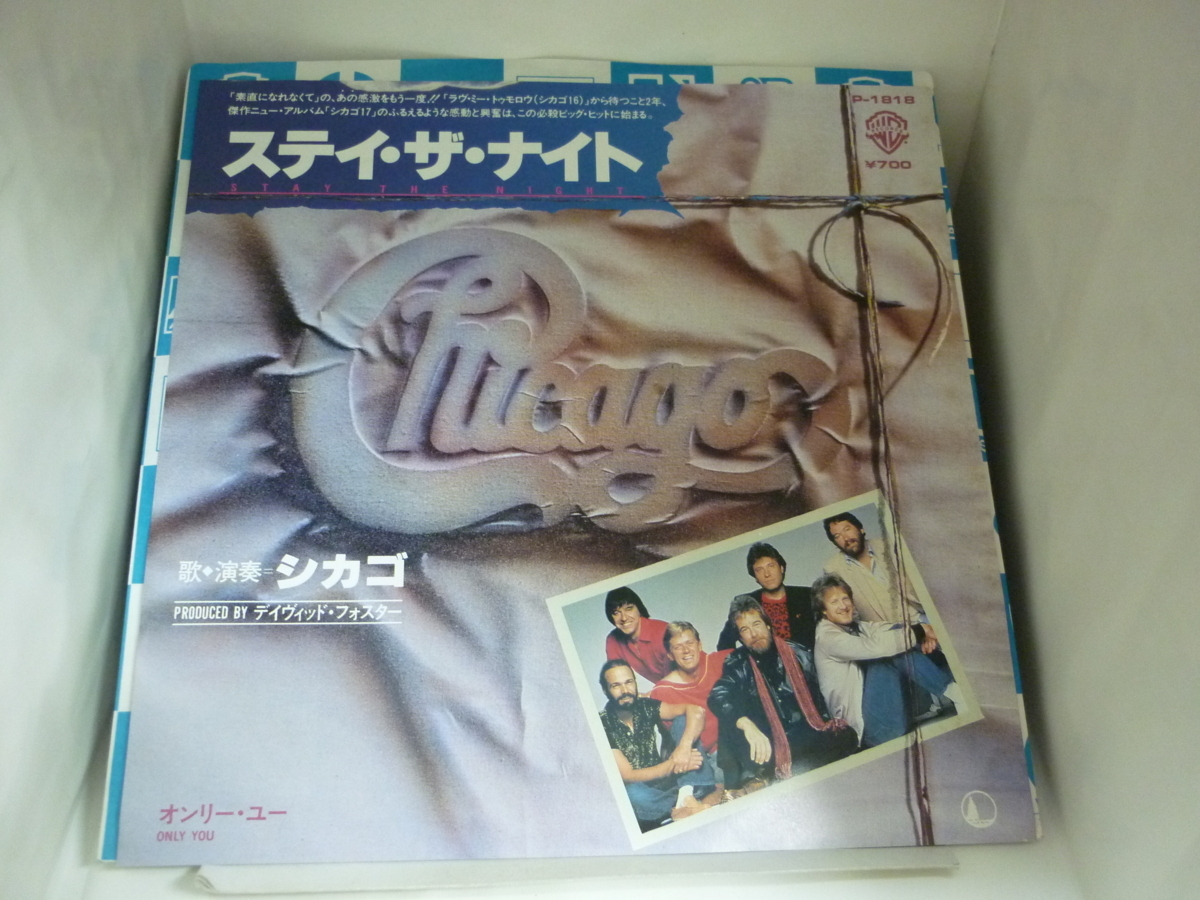 「素直になれなくて」の、あの感激をもう一度!!「ラヴ・ミー・トゥモロウ(シカゴ16)」から待つこと2年、
傑作ニュー・アルバム「シカゴ17」のふるえるような感動と興奮は、この必殺ビッグ・ヒットに始まる。
ステイ・ザ・ナイト
STAY THE NIGHT
P-1818
¥700
Chicago
歌◆演奏=シカゴ
PRODUCED BY デイヴィッド・フォスター
オンリー・ユー
ONLY YOU